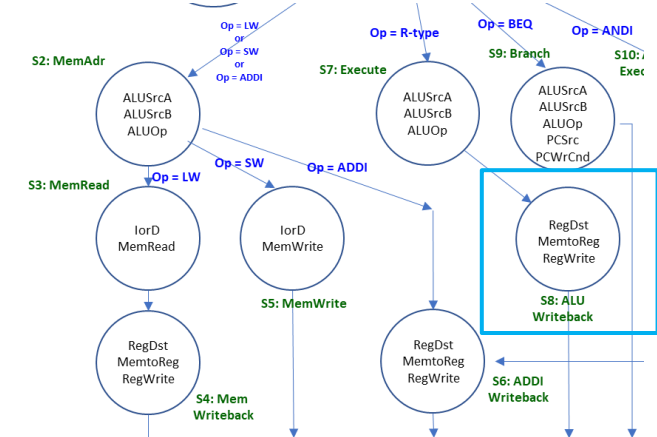 Op = LW
or
Op = SW
or
Op = ADDI
Op = R-type
Op = BEQ
Op = ANDI
S2: MemAdr
S7: Execute
S9: Branch
S10:
Exec
ALUSrcA
ALUSrcB
ALUOp
ALUSrcA
ALUSrcB
ALUOp
ALUSrcA
ALUSrcB
ALUOp
PCSrc
PCWrCnd
Op = LW
Op = SW
Op = ADDI
S3: MemRead
IorD
MemRead
IorD
MemWrite
RegDst
MemtoReg
RegWrite
S5: MemWrite
S8: ALU
Writeback
RegDst
MemtoReg
RegWrite
S4: Mem
Writeback
RegDst
MemtoReg
RegWrite
S6: ADDI
Writeback